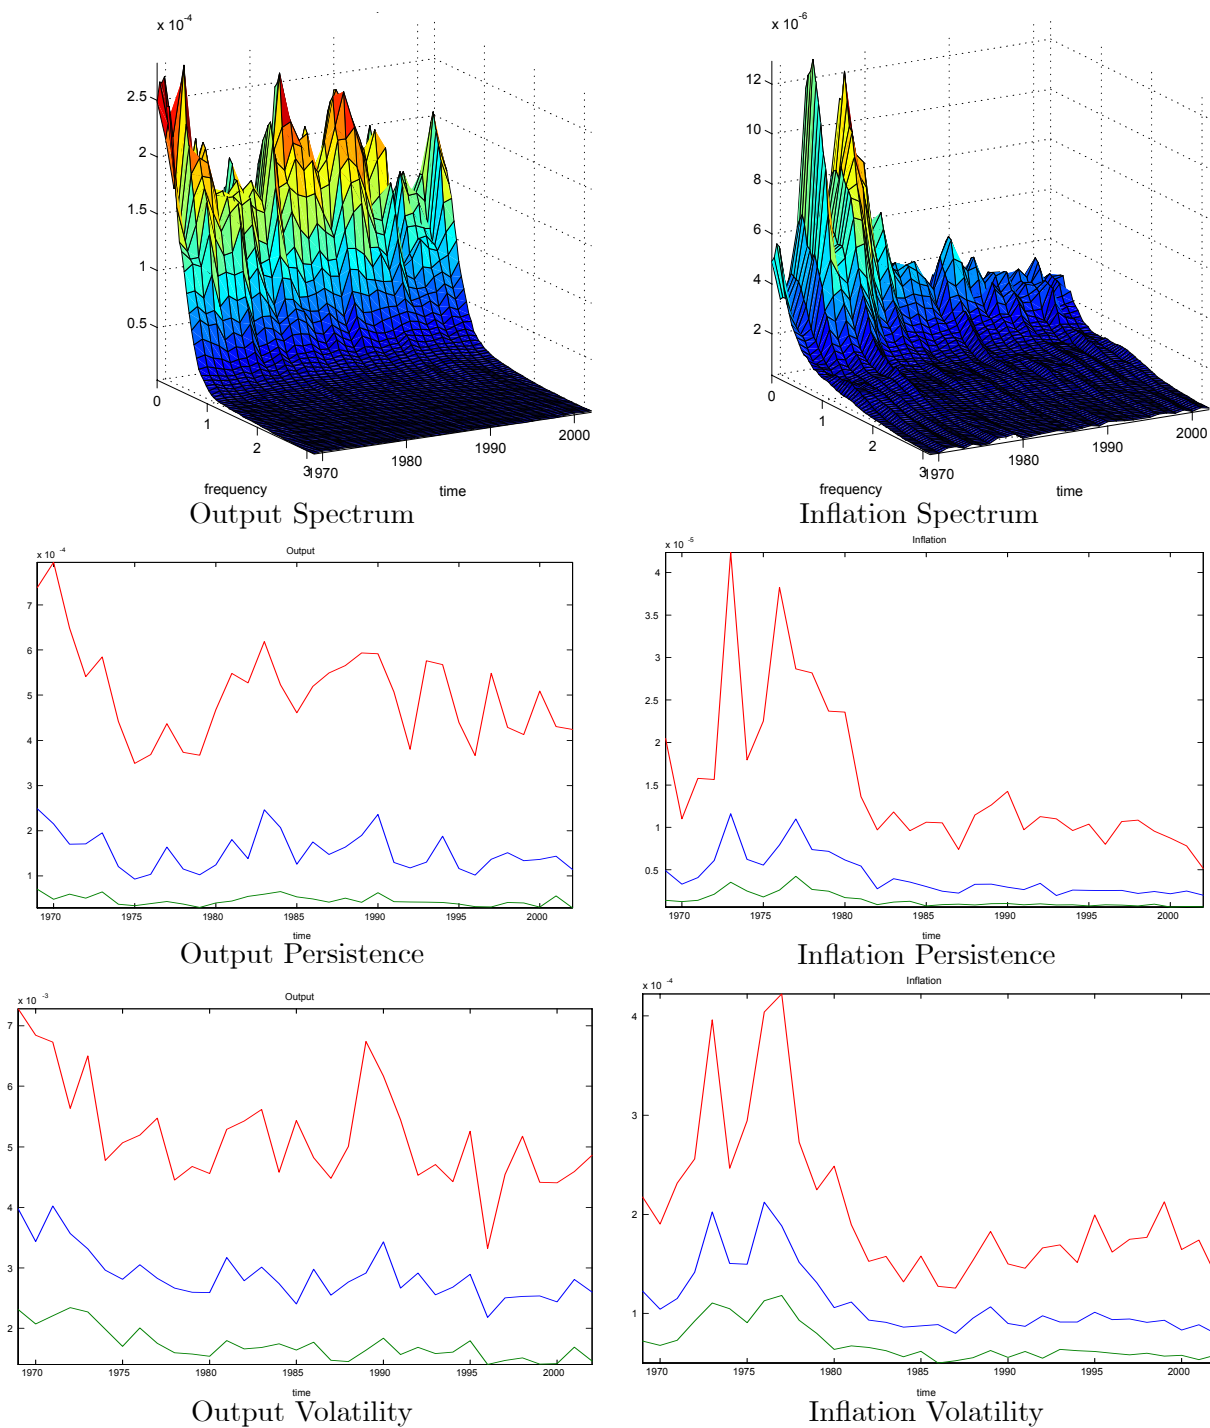 x 10-4
2.5
2
1.5
1
0.5
0
1
2
3
1970
1980
1990
2000
frequency
time
Output Spectrum
x 10-6
12
10
8
6
4
2
0
1
2
3
1970
1980
1990
2000
frequency
time
Inflation Spectrum
x 10-4
Output
7
6
5
4
3
2
1
1970 1975 1980 1985 1990 1995 2000
time
Output Persistence
x 10-5
Inflation
4
3.5
3
2.5
2
1.5
1
0.5
1970 1975 1980 1985 1990 1995 2000
time
Inflation Persistence
x 10-3
Output
7
6
5
4
3
2
1970 1975 1980 1985 1990 1995 2000
time
Output Volatility
x 10-4
Inflation
4
3
2
1
1970 1975 1980 1985 1990 1995 2000
time
Inflation Volatility